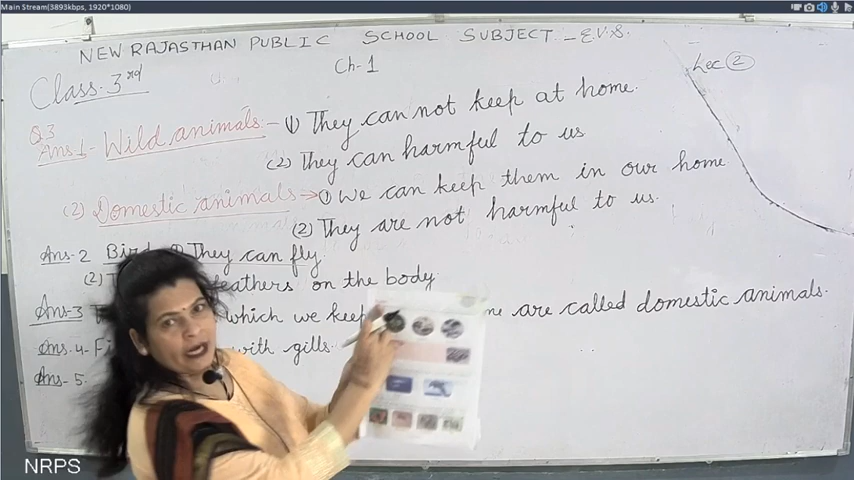 Main Stream(3893kbps, 1920*1080)
NEW RAJASTHAN PUBLIC SCHOOL SUBJECT - E.V.S.
Class. 3rd Ch-1 Lec 2
Q.3
Ans.1- Wild animals - (1) They can not keep at home.
(2) They can harmful to us
(2) Domestic animals → (1) We can keep them in our home
(2) They are not harmful to us.
Ans- 2 Bird (1) They can fly
(2) feathers on the body
Ans-3 which we keep are called domestic animals.
Ans. 4- with gills.
Ans- 5.
NRPS